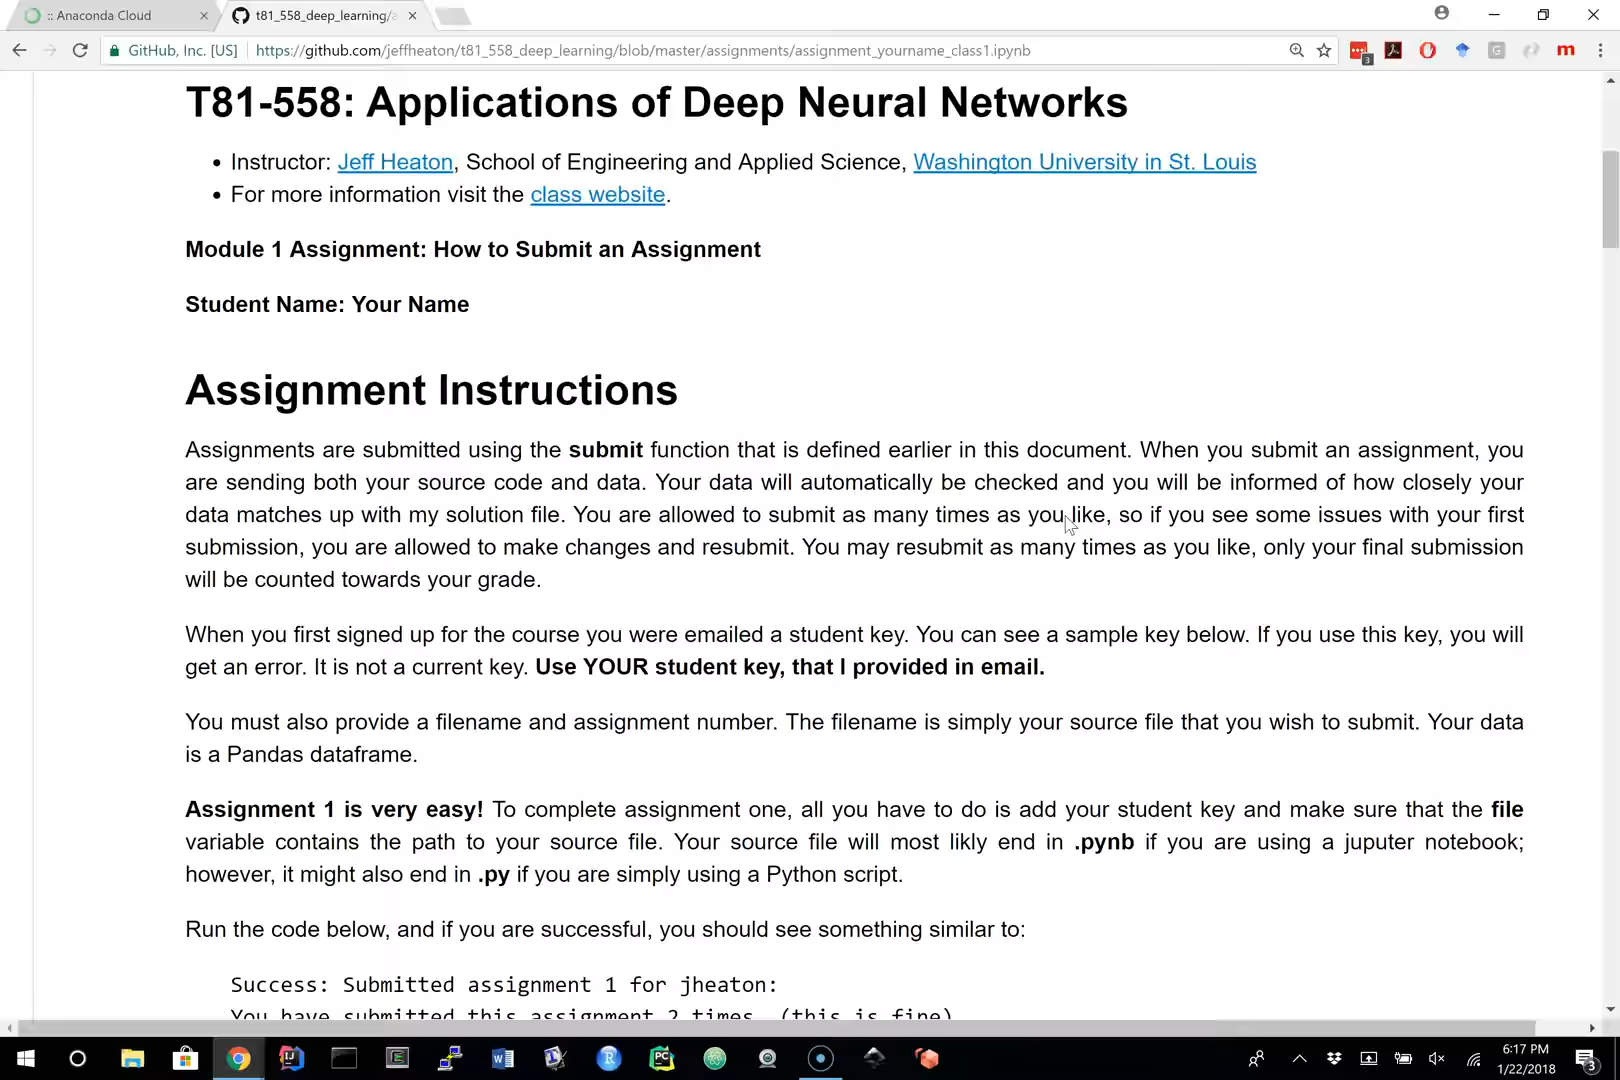 :: Anaconda Cloud
t81_558_deep_learning/a
GitHub, Inc. [US]
https://github.com/jeffheaton/t81_558_deep_learning/blob/master/assignments/assignment_yourname_class1.ipynb
3
m
T81-558: Applications of Deep Neural Networks
• Instructor: Jeff Heaton, School of Engineering and Applied Science, Washington University in St. Louis
• For more information visit the class website.
Module 1 Assignment: How to Submit an Assignment
Student Name: Your Name
Assignment Instructions
Assignments are submitted using the submit function that is defined earlier in this document. When you submit an assignment, you
are sending both your source code and data. Your data will automatically be checked and you will be informed of how closely your
data matches up with my solution file. You are allowed to submit as many times as you like, so if you see some issues with your first
submission, you are allowed to make changes and resubmit. You may resubmit as many times as you like, only your final submission
will be counted towards your grade.
When you first signed up for the course you were emailed a student key. You can see a sample key below. If you use this key, you will
get an error. It is not a current key. Use YOUR student key, that I provided in email.
You must also provide a filename and assignment number. The filename is simply your source file that you wish to submit. Your data
is a Pandas dataframe.
Assignment 1 is very easy! To complete assignment one, all you have to do is add your student key and make sure that the file
variable contains the path to your source file. Your source file will most likly end in .pynb if you are using a juputer notebook;
however, it might also end in .py if you are simply using a Python script.
Run the code below, and if you are successful, you should see something similar to:
Success: Submitted assignment 1 for jheaton:
You have submitted this assignment 2 times. (this is fine)
6:17 PM
1/22/2018
3